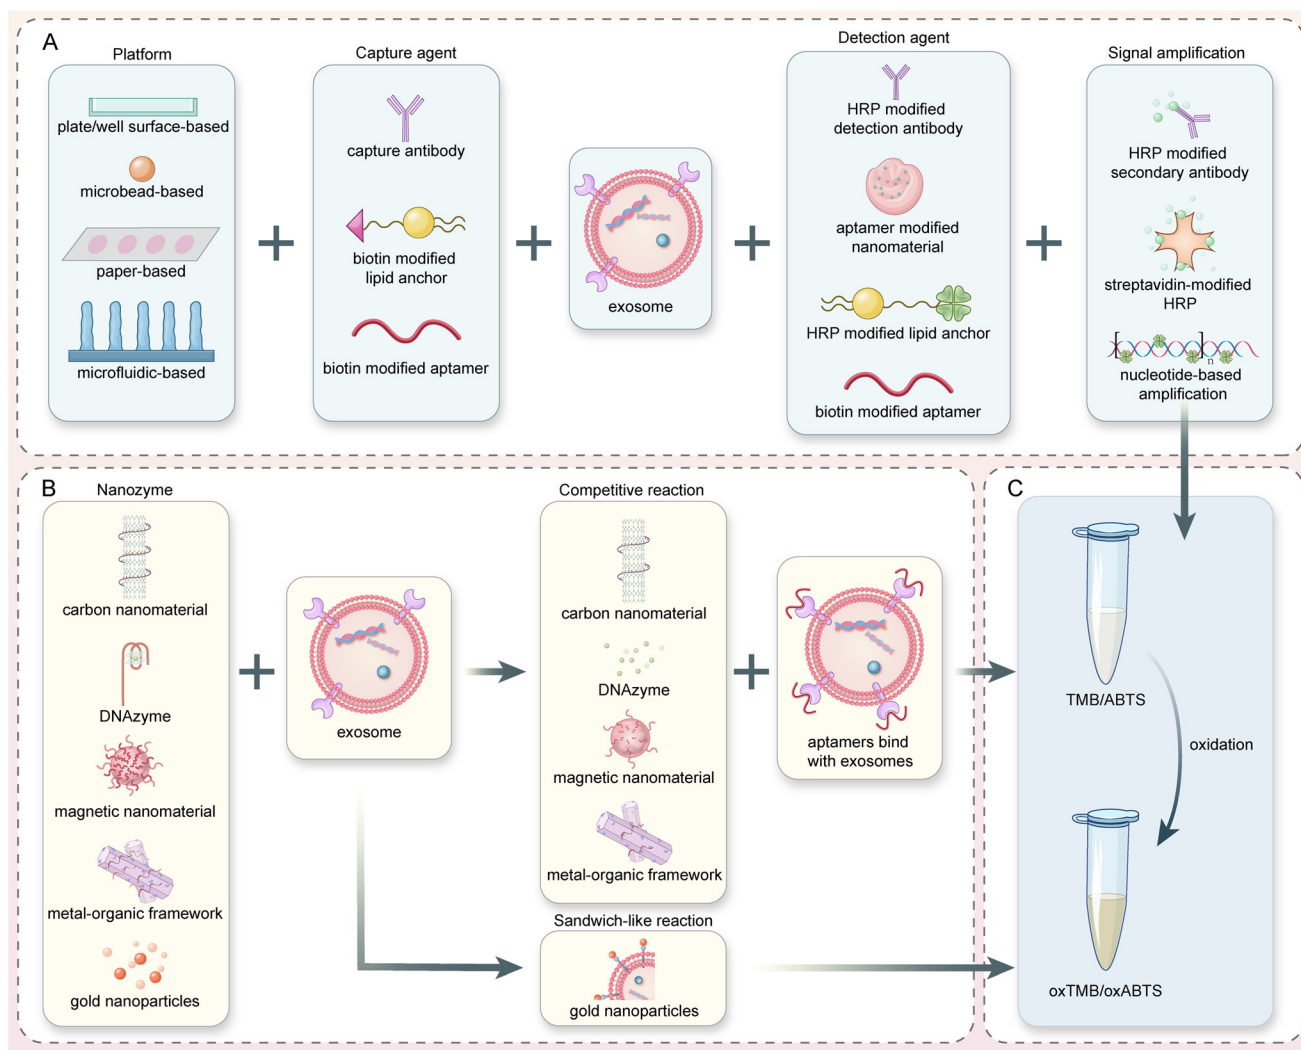 A
Platform
plate/well surface-based
microbead-based
paper-based
microfluidic-based
Capture agent
capture antibody
biotin modified
lipid anchor
biotin modified aptamer
exosome
Detection agent
HRP modified
detection antibody
aptamer modified
nanomaterial
HRP modified lipid anchor
biotin modified aptamer
Signal amplification
HRP modified
secondary antibody
streptavidin-modified
HRP
n
nucleotide-based
amplification
B
Nanozyme
carbon nanomaterial
DNAzyme
magnetic nanomaterial
metal-organic framework
gold nanoparticles
exosome
Competitive reaction
carbon nanomaterial
DNAzyme
magnetic nanomaterial
metal-organic framework
Sandwich-like reaction
gold nanoparticles
aptamers bind
with exosomes
C
TMB/ABTS
oxidation
oxTMB/oxABTS